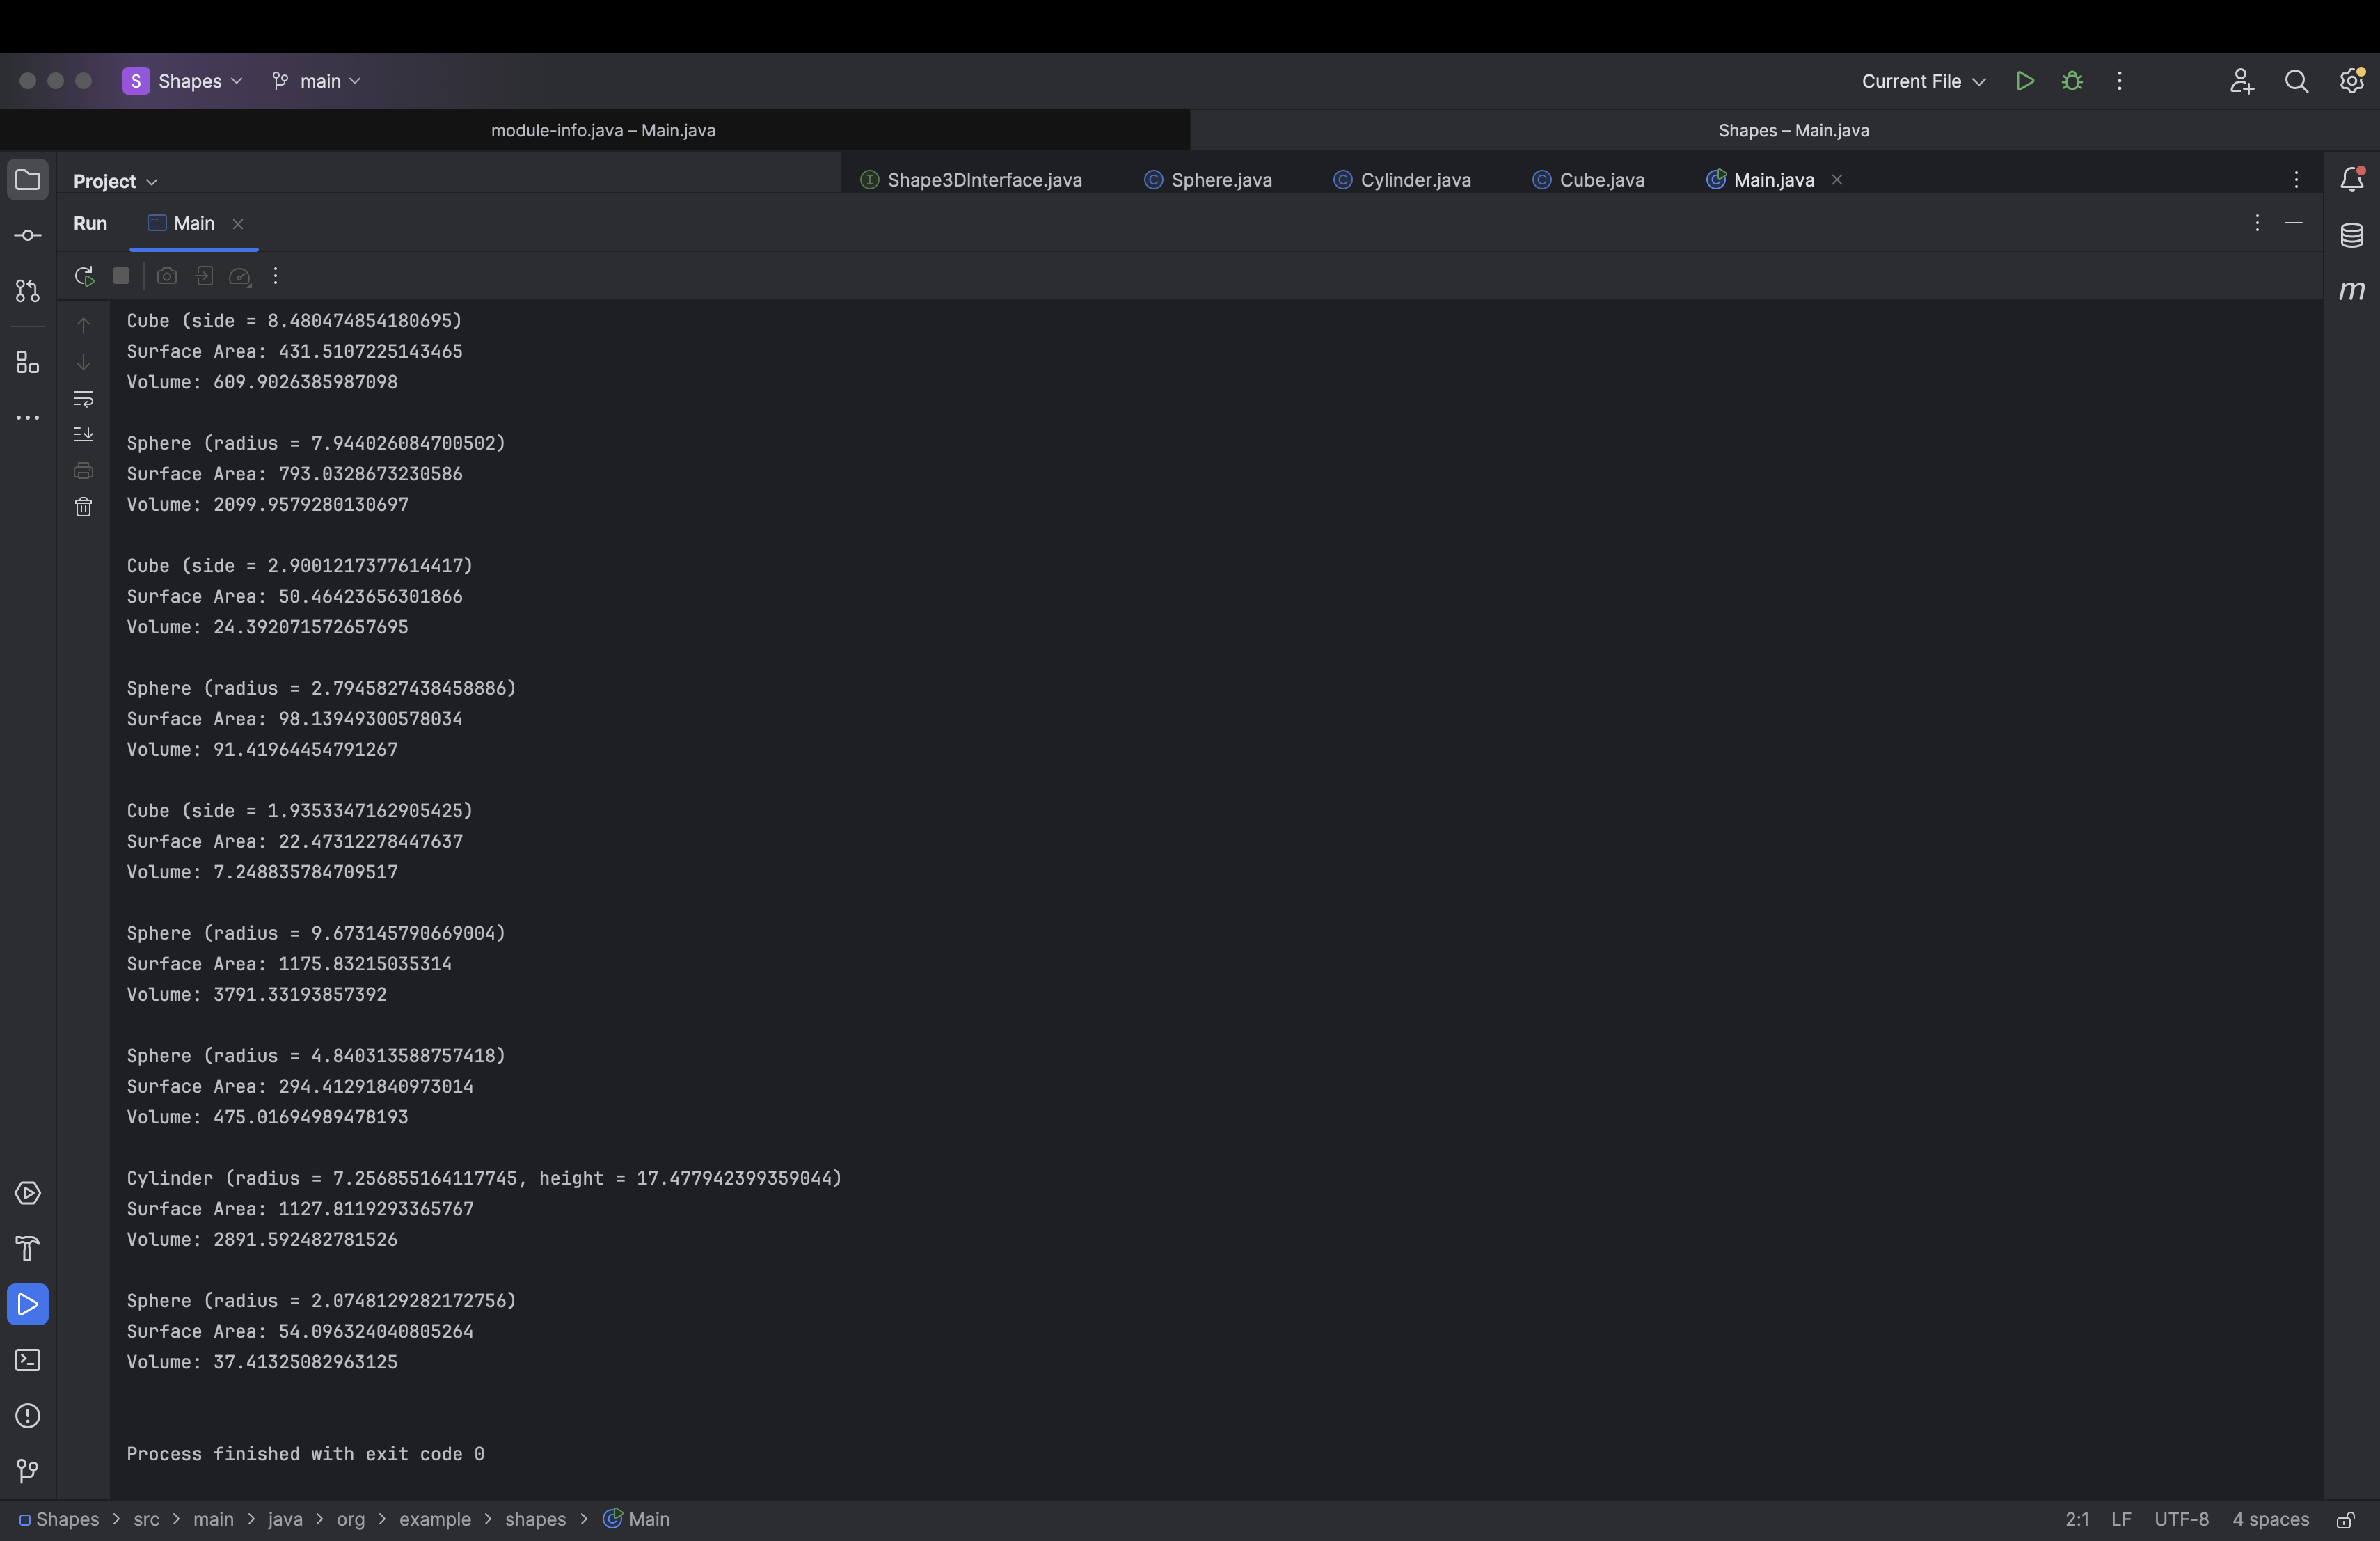 S Shapes main Current File
module-info.java – Main.java Shapes – Main.java
Project Shape3DInterface.java Sphere.java Cylinder.java Cube.java Main.java
Run Main
Cube (side = 8.480474854180695)
Surface Area: 431.5107225143465
Volume: 609.9026385987098
Sphere (radius = 7.944026084700502)
Surface Area: 793.0328673230586
Volume: 2099.9579280130697
Cube (side = 2.9001217377614417)
Surface Area: 50.46423656301866
Volume: 24.392071572657695
Sphere (radius = 2.7945827438458886)
Surface Area: 98.13949300578034
Volume: 91.41964454791267
Cube (side = 1.9353347162905425)
Surface Area: 22.47312278447637
Volume: 7.248835784709517
Sphere (radius = 9.673145790669004)
Surface Area: 1175.83215035314
Volume: 3791.33193857392
Sphere (radius = 4.840313588757418)
Surface Area: 294.41291840973014
Volume: 475.01694989478193
Cylinder (radius = 7.256855164117745, height = 17.477942399359044)
Surface Area: 1127.8119293365767
Volume: 2891.592482781526
Sphere (radius = 2.0748129282172756)
Surface Area: 54.096324040805264
Volume: 37.41325082963125
Process finished with exit code 0
Shapes > src > main > java > org > example > shapes > Main 2:1 LF UTF-8 4 spaces